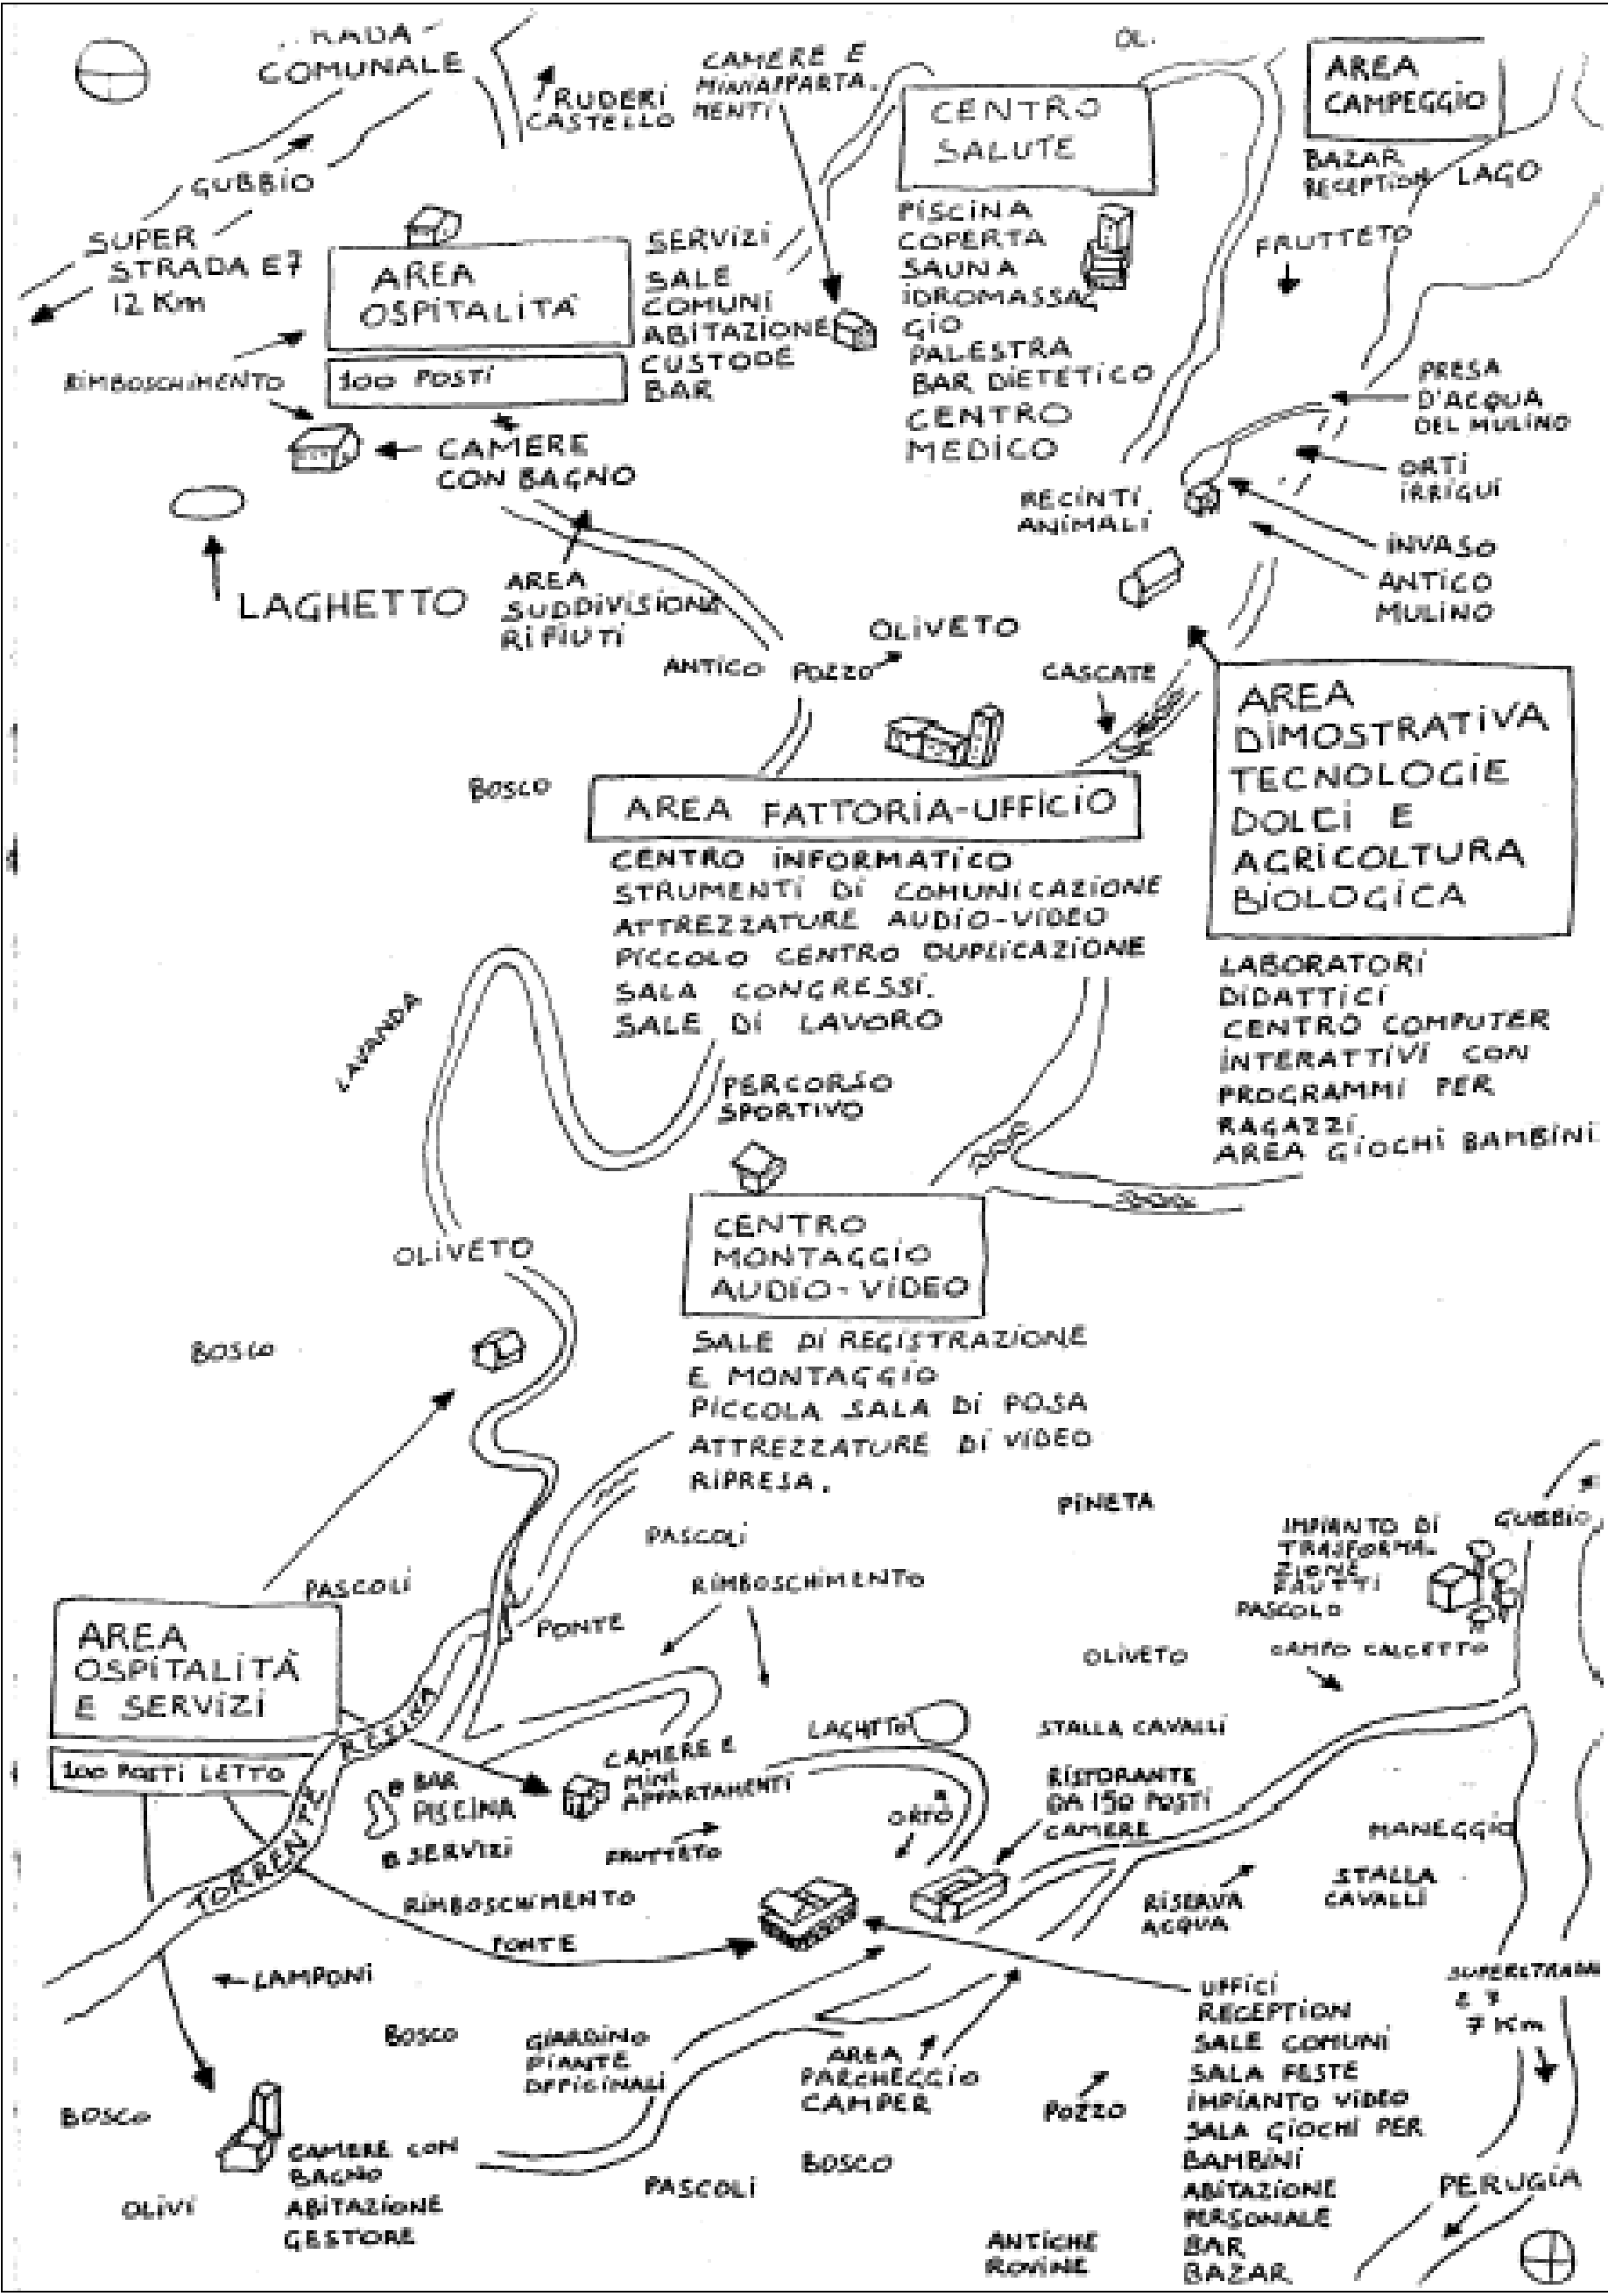 COMUNALE
GUBBIO
SUPER
STRADA E7
12 Km
RUDERI
CASTELLO
CAMERE E
MINIAPPARTA.
MENTI
CENTRO
SALUTE
OL.
AREA
CAMPEGGIO
BAZAR
RECEPTION
LAGO
FRUTTETO
PISCINA
COPERTA
SAUNA
IDROMASSAG
GIO
PALESTRA
BAR DIETETICO
CENTRO
MEDICO
AREA
OSPITALITÁ
100 POSTI
SERVIZI
SALE
COMUNI
ABITAZIONE
CUSTODE
BAR
RIMBOSCHIMENTO
CAMERE
CON BAGNO
LAGHETTO
AREA
SUDDIVISIONE
RIFIUTI
PRESA
D'ACQUA
DEL MULINO
ORTI
IRRIGUI
INVASO
ANTICO
MULINO
RECINTI
ANIMALI
OLIVETO
ANTICO POZZO
CASCATE
BOSCO
AREA FATTORIA-UFFICIO
CENTRO INFORMATICO
STRUMENTI DI COMUNICAZIONE
ATTREZZATURE AUDIO-VIDEO
PICCOLO CENTRO DUPLICAZIONE
SALA CONGRESSI.
SALE DI LAVORO
AREA
DIMOSTRATIVA
TECNOLOGIE
DOLCI E
AGRICOLTURA
BIOLOGICA
LABORATORI
DIDATTICI
CENTRO COMPUTER
INTERATTIVI CON
PROGRAMMI PER
RAGAZZI
AREA GIOCHI BAMBINI
LAVANDA
PERCORSO
SPORTIVO
OLIVETO
BOSCO
CENTRO
MONTAGGIO
AUDIO-VIDEO
SALE DI REGISTRAZIONE
E MONTAGGIO
PICCOLA SALA DI POSA
ATTREZZATURE DI VIDEO
RIPRESA.
PINETA
PASCOLI
RIMBOSCHIMENTO
PASCOLI
PONTE
GUBBIO
IMPIANTO DI
TRASFORMA.
ZIONE
FRUTTI
PASCOLO
CAMPO CALCETTO
OLIVETO
AREA
OSPITALITÁ
E SERVIZI
100 POSTI LETTO
TORRENTE RESINA
BAR
PISCINA
SERVIZI
CAMERE E
MINI
APPARTAMENTI
FRUTTETO
RIMBOSCHIMENTO
PONTE
LAGHTTO
STALLA CAVALLI
ORTO
RISTORANTE
DA 150 POSTI
CAMERE
MANEGGIO
STALLA
CAVALLI
RISERVA
ACQUA
LAMPONI
BOSCO
GIARDINO
PIANTE
OFFICINALI
AREA
PARCHEGGIO
CAMPER
POZZO
UFFICI
RECEPTION
SALE COMUNI
SALA FESTE
IMPIANTO VIDEO
SALA GIOCHI PER
BAMBINI
ABITAZIONE
PERSONALE
BAR
BAZAR
SUPERSTRADA
E 7
7 Km
BOSCO
CAMERE CON
BAGNO
ABITAZIONE
GESTORE
OLIVI
PASCOLI
BOSCO
ANTICHE
ROVINE
PERUGIA